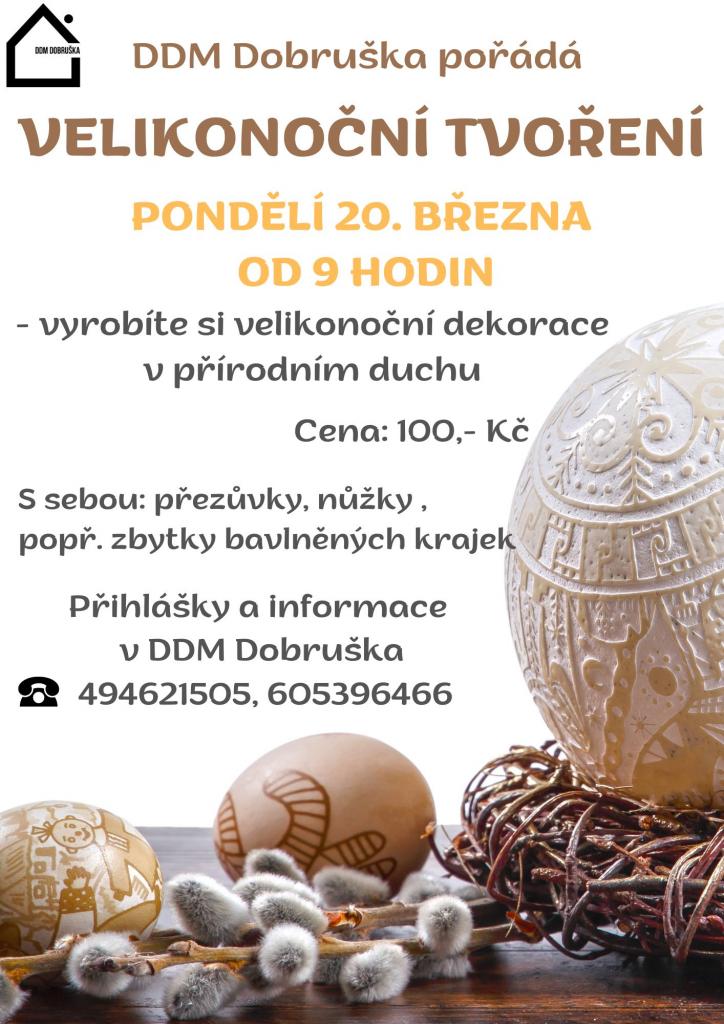 DDM DOBRUŠKA
DDM Dobruška pořádá
VELIKONOČNÍ TVOŘENÍ
PONDĚLÍ 20. BŘEZNA
OD 9 HODIN
- vyrobíte si velikonoční dekorace
v přírodním duchu
Cena: 100,- Kč
S sebou: přezůvky, nůžky ,
popř. zbytky bavlněných krajek
Přihlášky a informace
v DDM Dobruška
494621505, 605396466